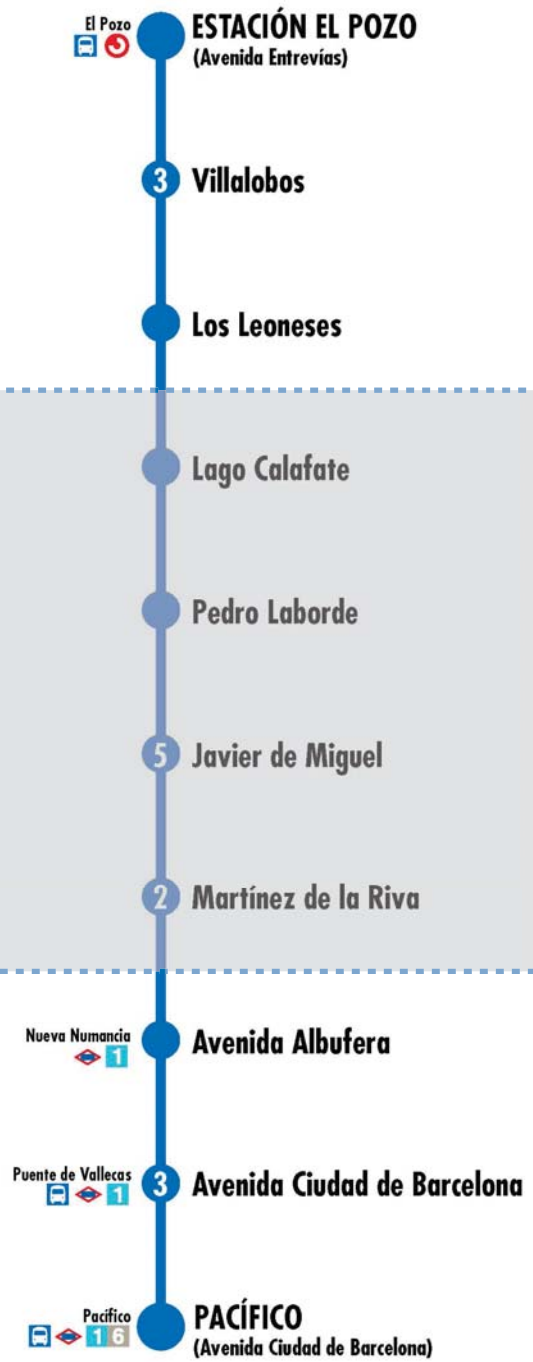 El Pozo
ESTACIÓN EL POZO
(Avenida Entrevías)
3 Villalobos
Los Leoneses
Lago Calafate
Pedro Laborde
5 Javier de Miguel
2 Martínez de la Riva
Nueva Numancia
1
Avenida Albufera
Puente de Vallecas
1
3 Avenida Ciudad de Barcelona
Pacífico
1 6
PACÍFICO
(Avenida Ciudad de Barcelona)